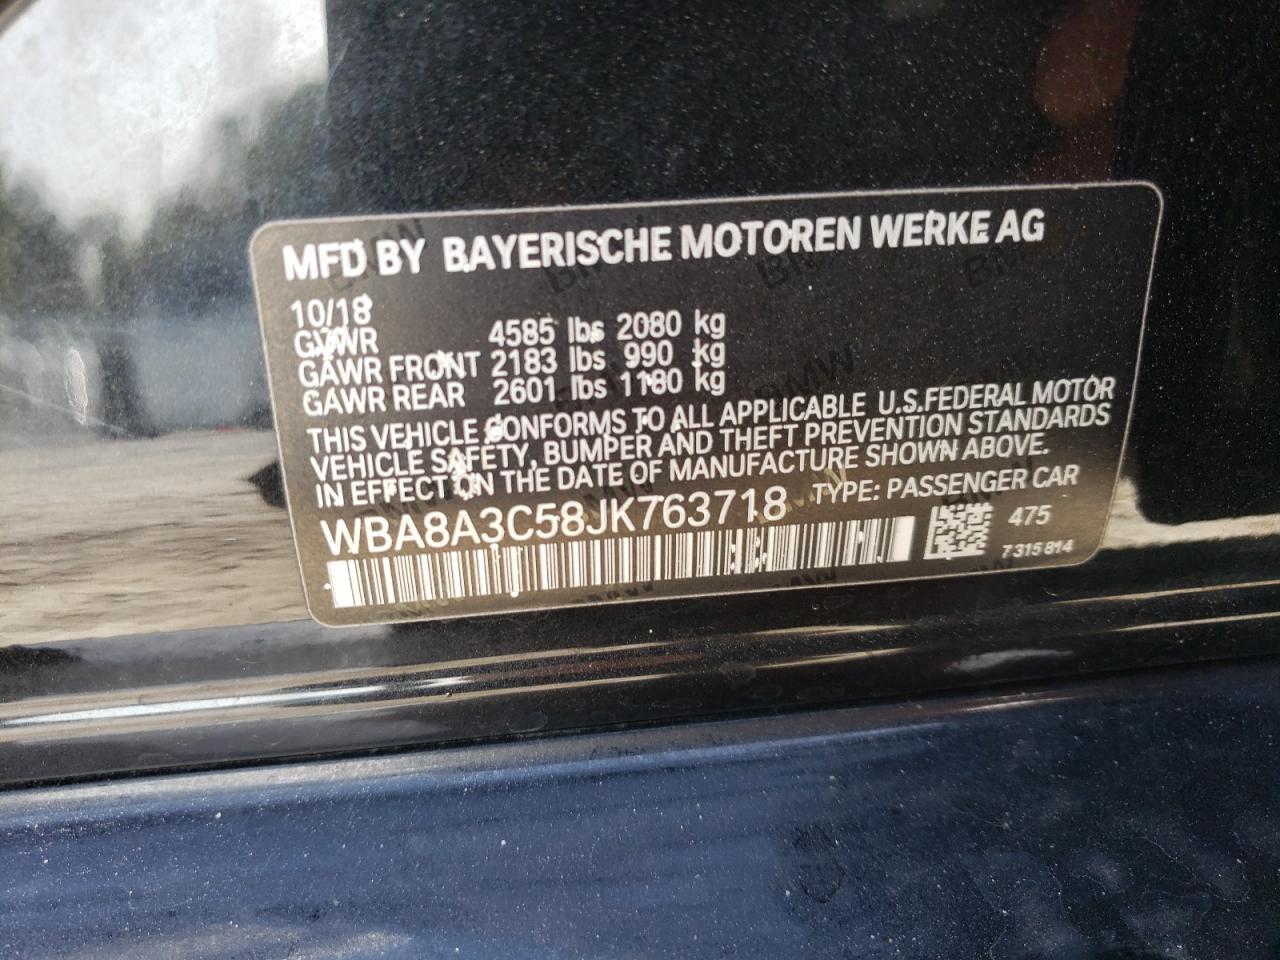 MFD BY BAYERISCHE MOTOREN WERKE AG
10/18
GVWR 4585 lbs 2080 kg
GAWR FRONT 2183 lbs 990 kg
GAWR REAR 2601 lbs 1180 kg
THIS VEHICLE CONFORMS TO ALL APPLICABLE U.S.FEDERAL MOTOR
VEHICLE SAFETY, BUMPER AND THEFT PREVENTION STANDARDS
IN EFFECT ON THE DATE OF MANUFACTURE SHOWN ABOVE.
WBA8A3C58JK763718 TYPE: PASSENGER CAR
475
7 315 814